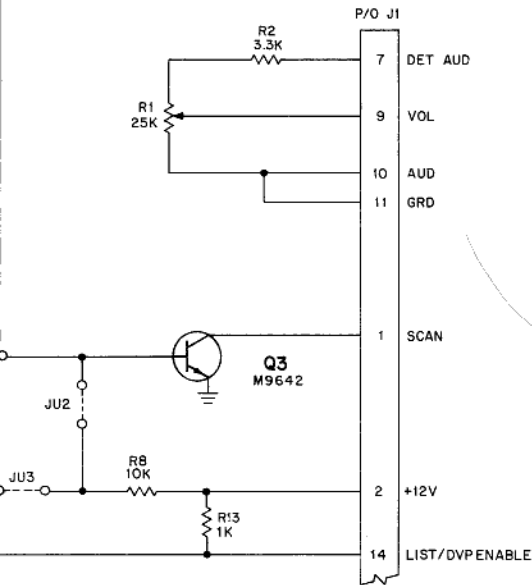 P/O J1
R2
3.3K
7 DET AUD
R1
25K
9 VOL
10 AUD
11 GRD
1 SCAN
Q3
M9642
JU2
JU3
R8
10K
2 +12V
R13
1K
14 LIST/DVP ENABLE